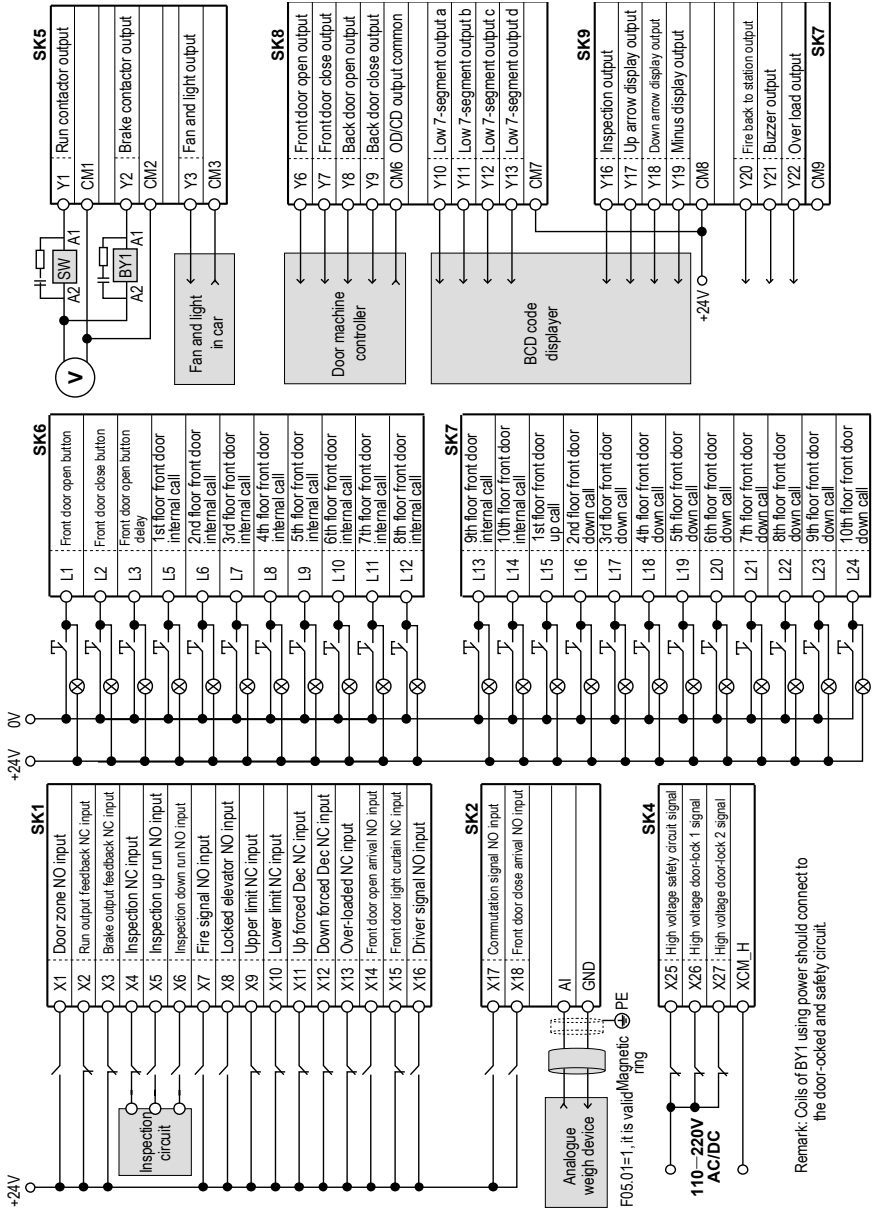 +24V
SK1
X1 Door zone NO input
X2 Run output feedback NC input
X3 Brake output feedback NC input
X4 Inspection NC input
X5 Inspection up run NO input
X6 Inspection down run NO input
X7 Fire signal NO input
X8 Locked elevator NO input
X9 Upper limit NC input
X10 Lower limit NC input
X11 Up forced Dec NC input
X12 Down forced Dec NC input
X13 Over-loaded NC input
X14 Front door open arrival NC input
X15 Front door light curtain NC input
X16 Driver signal NO input
Inspection
circuit
SK2
X17 Commutation signal NO input
X18 Front door close arrival NO input
AI
GND
PE
Magnetic
ring
Analogue
weigh device
F05.01=1, it is valid
SK4
X25 High voltage safety circuit signal
X26 High voltage door-lock 1 signal
X27 High voltage door-lock 2 signal
XCM_H
110–220V
AC/DC
Remark: Coils of BY1 using power should connect to
the door-ocked and safety circuit.
+24V
0V
SK6
L1 Front door open button
L2 Front door close button
L3 Front door open button
delay
L5 1st floor front door
internal call
L6 2nd floor front door
internal call
L7 3rd floor front door
internal call
L8 4th floor front door
internal call
L9 5th floor front door
internal call
L10 6th floor front door
internal call
L11 7th floor front door
internal call
L12 8th floor front door
internal call
SK7
L13 9th floor front door
internal call
L14 10th floor front door
internal call
L15 1st floor front door
up call
L16 2nd floor front door
down call
L17 3rd floor front door
down call
L18 4th floor front door
down call
L19 5th floor front door
down call
L20 6th floor front door
down call
L21 7th floor front door
down call
L22 8th floor front door
down call
L23 9th floor front door
down call
L24 10th floor front door
down call
SK5
Y1 Run contactor output
CM1
Y2 Brake contactor output
CM2
Y3 Fan and light output
CM3
V
A2 SW A1
A2 BY1 A1
Fan and light
in car
SK8
Y6 Front door open output
Y7 Frontdoor close output
Y8 Back door open output
Y9 Back door close output
CM6 OD/CD output common
Y10 Low 7-segment output a
Y11 Low 7-segment output b
Y12 Low 7-segment output c
Y13 Low 7-segment output d
CM7
Door machine
controller
BCD code
displayer
+24V
SK9
Y16 Inspection output
Y17 Up arrow display output
Y18 Down arrow display output
Y19 Minus display output
CM8
Y20 Fire back to station output
Y21 Buzzer output
Y22 Over load output
CM9
SK7